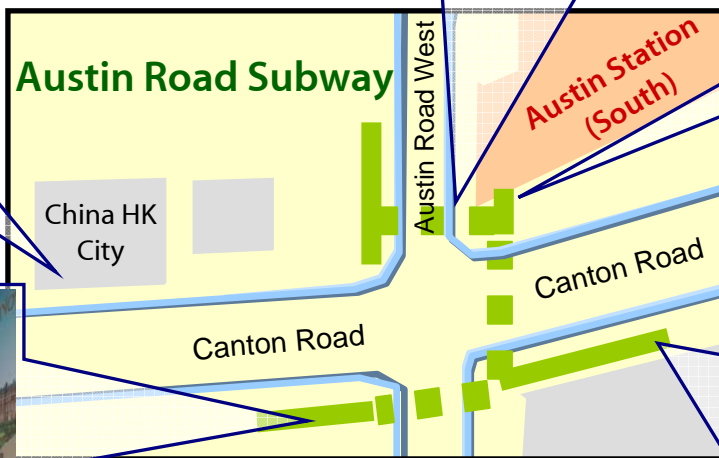 Austin Road Subway
Austin Road West
Austin Station
(South)
China HK
City
Canton Road
Canton Road